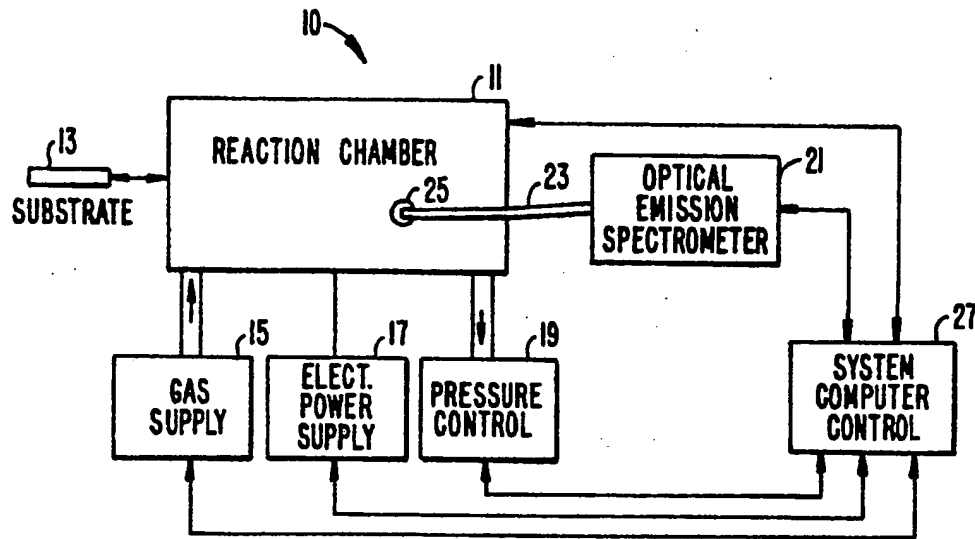 10
11
REACTION CHAMBER
13
SUBSTRATE
25
23
21
OPTICAL
EMISSION
SPECTROMETER
15
GAS
SUPPLY
17
ELECT.
POWER
SUPPLY
19
PRESSURE
CONTROL
27
SYSTEM
COMPUTER
CONTROL